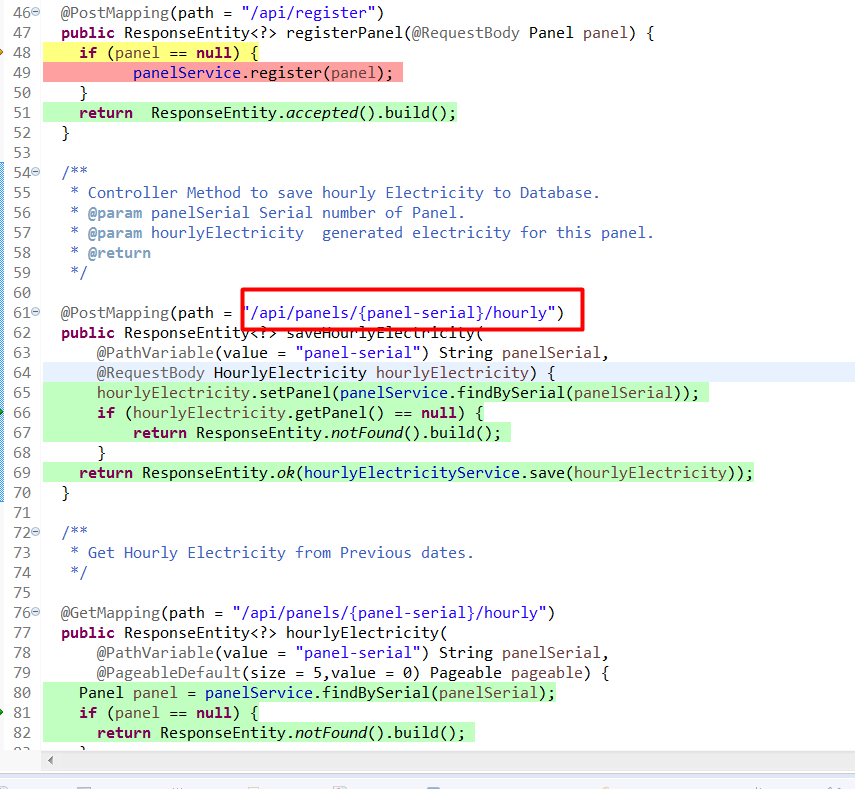 46 @PostMapping(path = "/api/register")
47 public ResponseEntity<?> registerPanel(@RequestBody Panel panel) {
48 if (panel == null) {
49 panelService.register(panel);
50 }
51 return ResponseEntity.accepted().build();
52 }
53
54 /**
55 * Controller Method to save hourly Electricity to Database.
56 * @param panelSerial Serial number of Panel.
57 * @param hourlyElectricity generated electricity for this panel.
58 * @return
59 */
60
61 @PostMapping(path = "/api/panels/{panel-serial}/hourly")
62 public ResponseEntity<?> saveHourlyElectricity(
63 @PathVariable(value = "panel-serial") String panelSerial,
64 @RequestBody HourlyElectricity hourlyElectricity) {
65 hourlyElectricity.setPanel(panelService.findBySerial(panelSerial));
66 if (hourlyElectricity.getPanel() == null) {
67 return ResponseEntity.notFound().build();
68 }
69 return ResponseEntity.ok(hourlyElectricityService.save(hourlyElectricity));
70 }
71
72 /**
73 * Get Hourly Electricity from Previous dates.
74 */
75
76 @GetMapping(path = "/api/panels/{panel-serial}/hourly")
77 public ResponseEntity<?> hourlyElectricity(
78 @PathVariable(value = "panel-serial") String panelSerial,
79 @PageableDefault(size = 5,value = 0) Pageable pageable) {
80 Panel panel = panelService.findBySerial(panelSerial);
81 if (panel == null) {
82 return ResponseEntity.notFound().build();